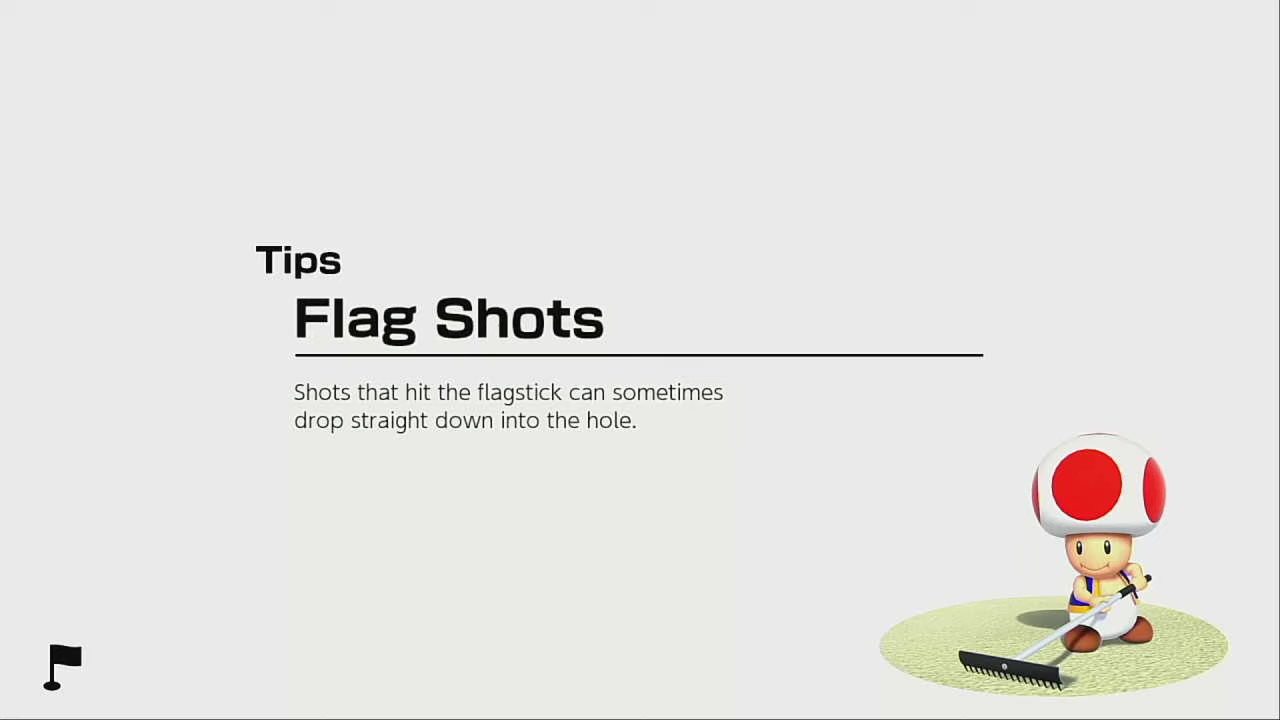 Tips
Flag Shots
Shots that hit the flagstick can sometimes
drop straight down into the hole.